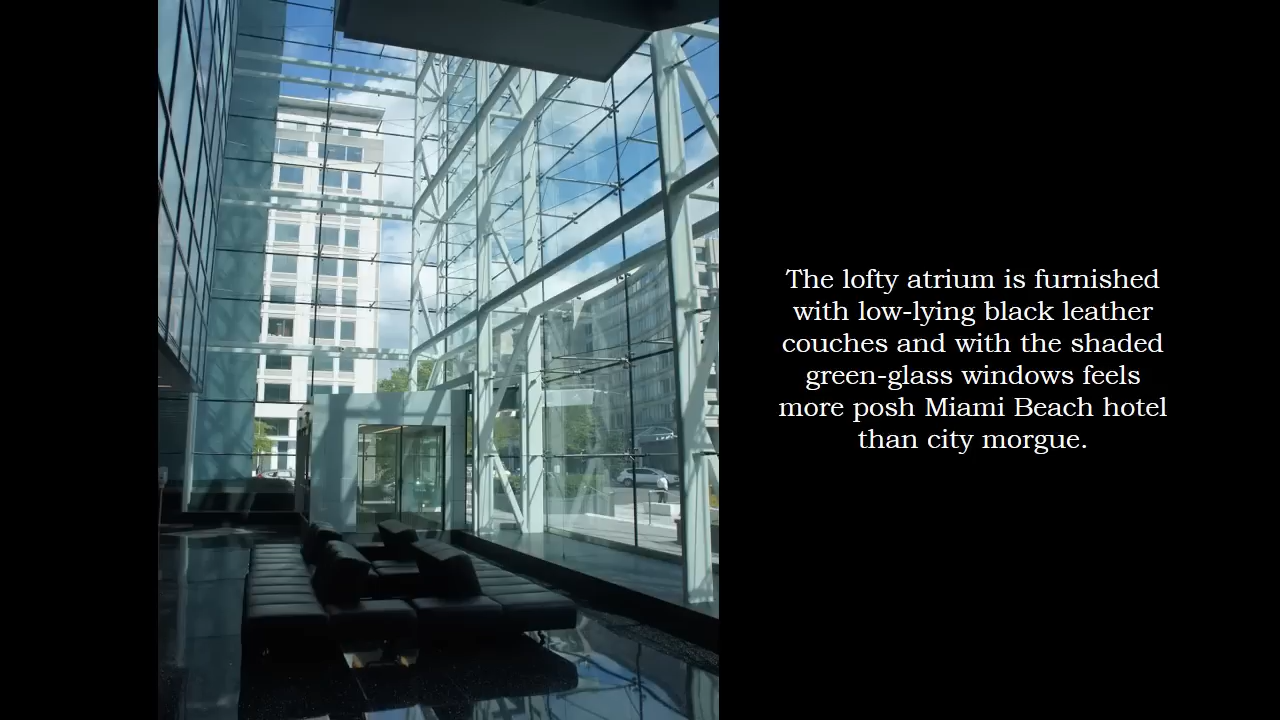 The lofty atrium is furnished
with low-lying black leather
couches and with the shaded
green-glass windows feels
more posh Miami Beach hotel
than city morgue.